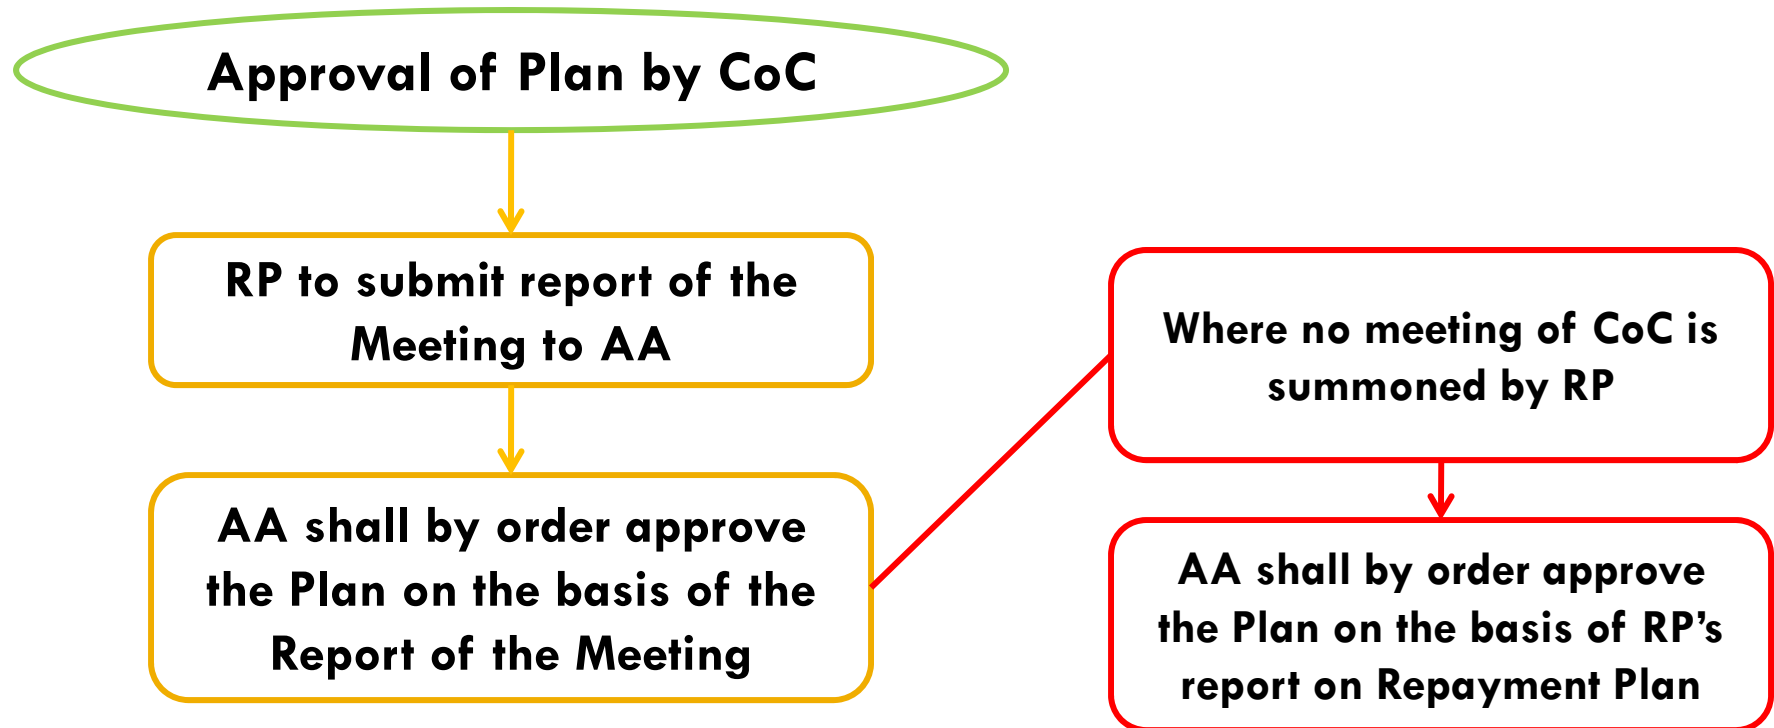 Approval of Plan by CoC
RP to submit report of the
Meeting to AA
AA shall by order approve
the Plan on the basis of the
Report of the Meeting
Where no meeting of CoC is
summoned by RP
AA shall by order approve
the Plan on the basis of RP’s
report on Repayment Plan